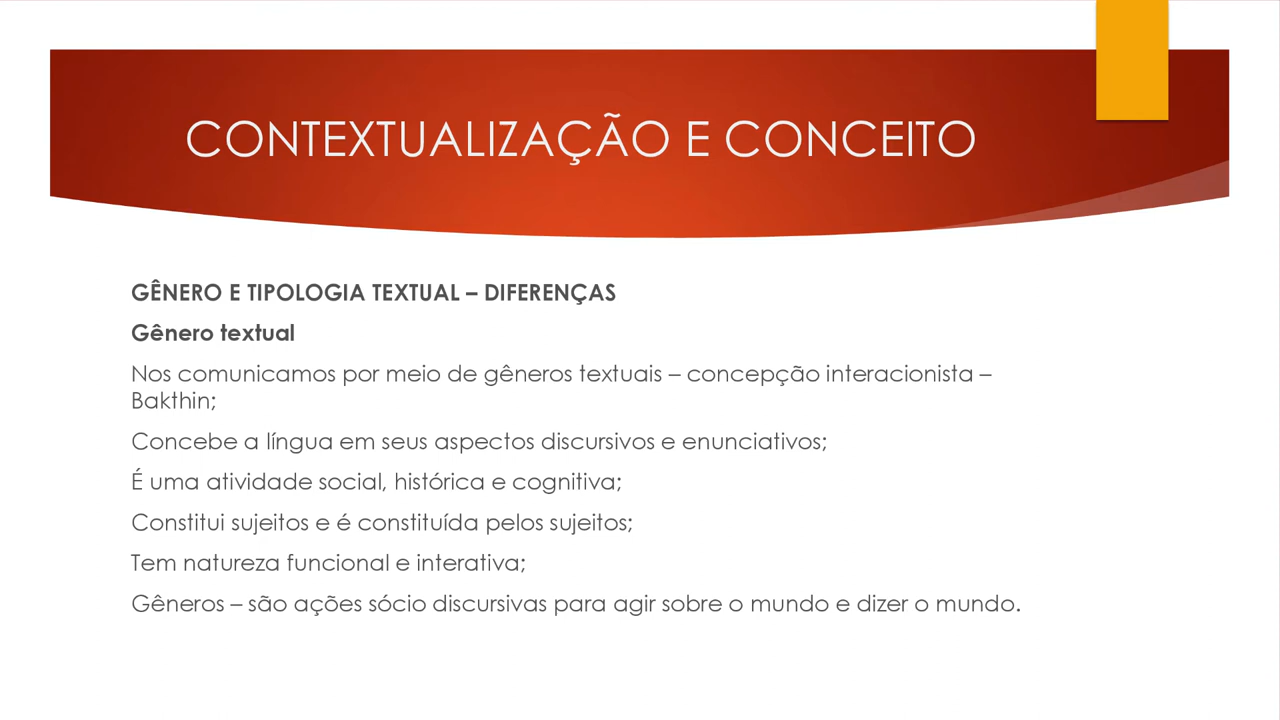 CONTEXTUALIZAÇÃO E CONCEITO
GÊNERO E TIPOLOGIA TEXTUAL – DIFERENÇAS
Gênero textual
Nos comunicamos por meio de gêneros textuais – concepção interacionista –
Bakthin;
Concebe a língua em seus aspectos discursivos e enunciativos;
É uma atividade social, histórica e cognitiva;
Constitui sujeitos e é constituída pelos sujeitos;
Tem natureza funcional e interativa;
Gêneros – são ações sócio discursivas para agir sobre o mundo e dizer o mundo.